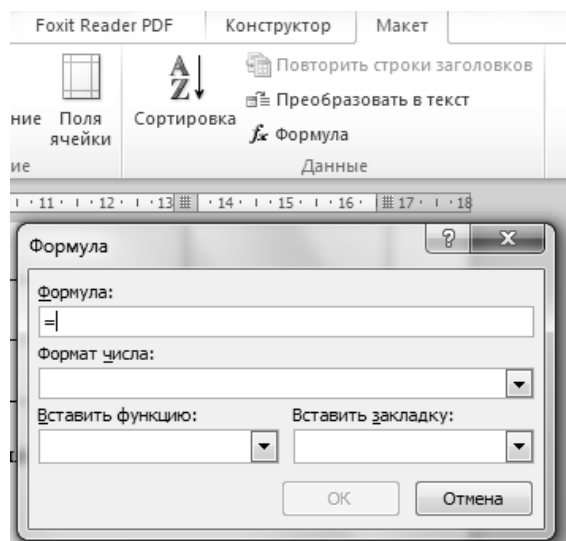 Foxit Reader PDF Конструктор Макет
Повторить строки заголовков
Преобразовать в текст
ние Поля ячейки Сортировка
fx Формула
ие Данные
11 12 13 14 15 16 17 18
Формула
Формула:
=
Формат числа:
Вставить функцию: Вставить закладку:
ОК Отмена